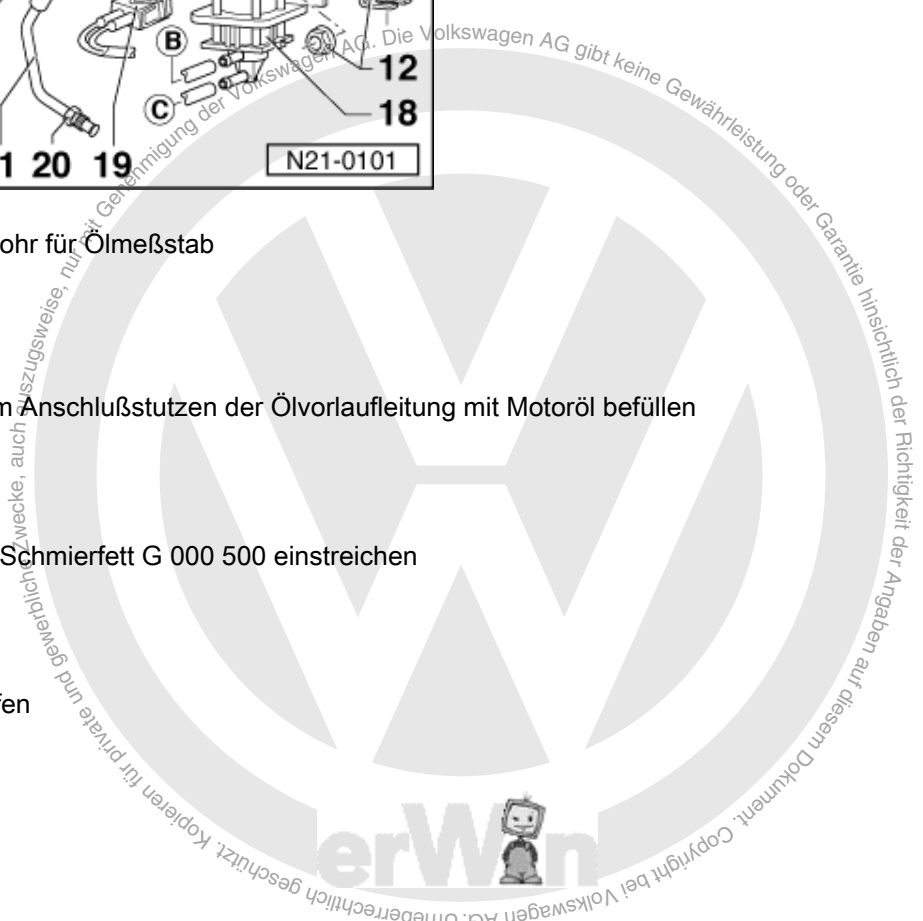 B
C
12
18
1 20 19
N21-0101
ohr für Ölmeßstab
m Anschlußstutzen der Ölvorlaufleitung mit Motoröl befüllen
Schmierfett G 000 500 einstreichen
fen
erWin
Urheberrechtlich geschützt. Kopieren für private und gewerbliche Zwecke, auch auszugsweise, nur mit Genehmigung der Volkswagen AG. Die Volkswagen AG gibt keine Gewährleistung oder Garantie hinsichtlich der Richtigkeit der Angaben auf diesem Dokument. Copyright bei Volkswagen AG.